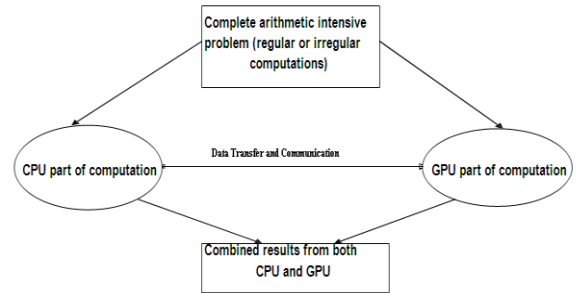 Complete arithmetic intensive
problem (regular or irregular
computations)
Data Transfer and Communication
CPU part of computation
GPU part of computation
Combined results from both
CPU and GPU